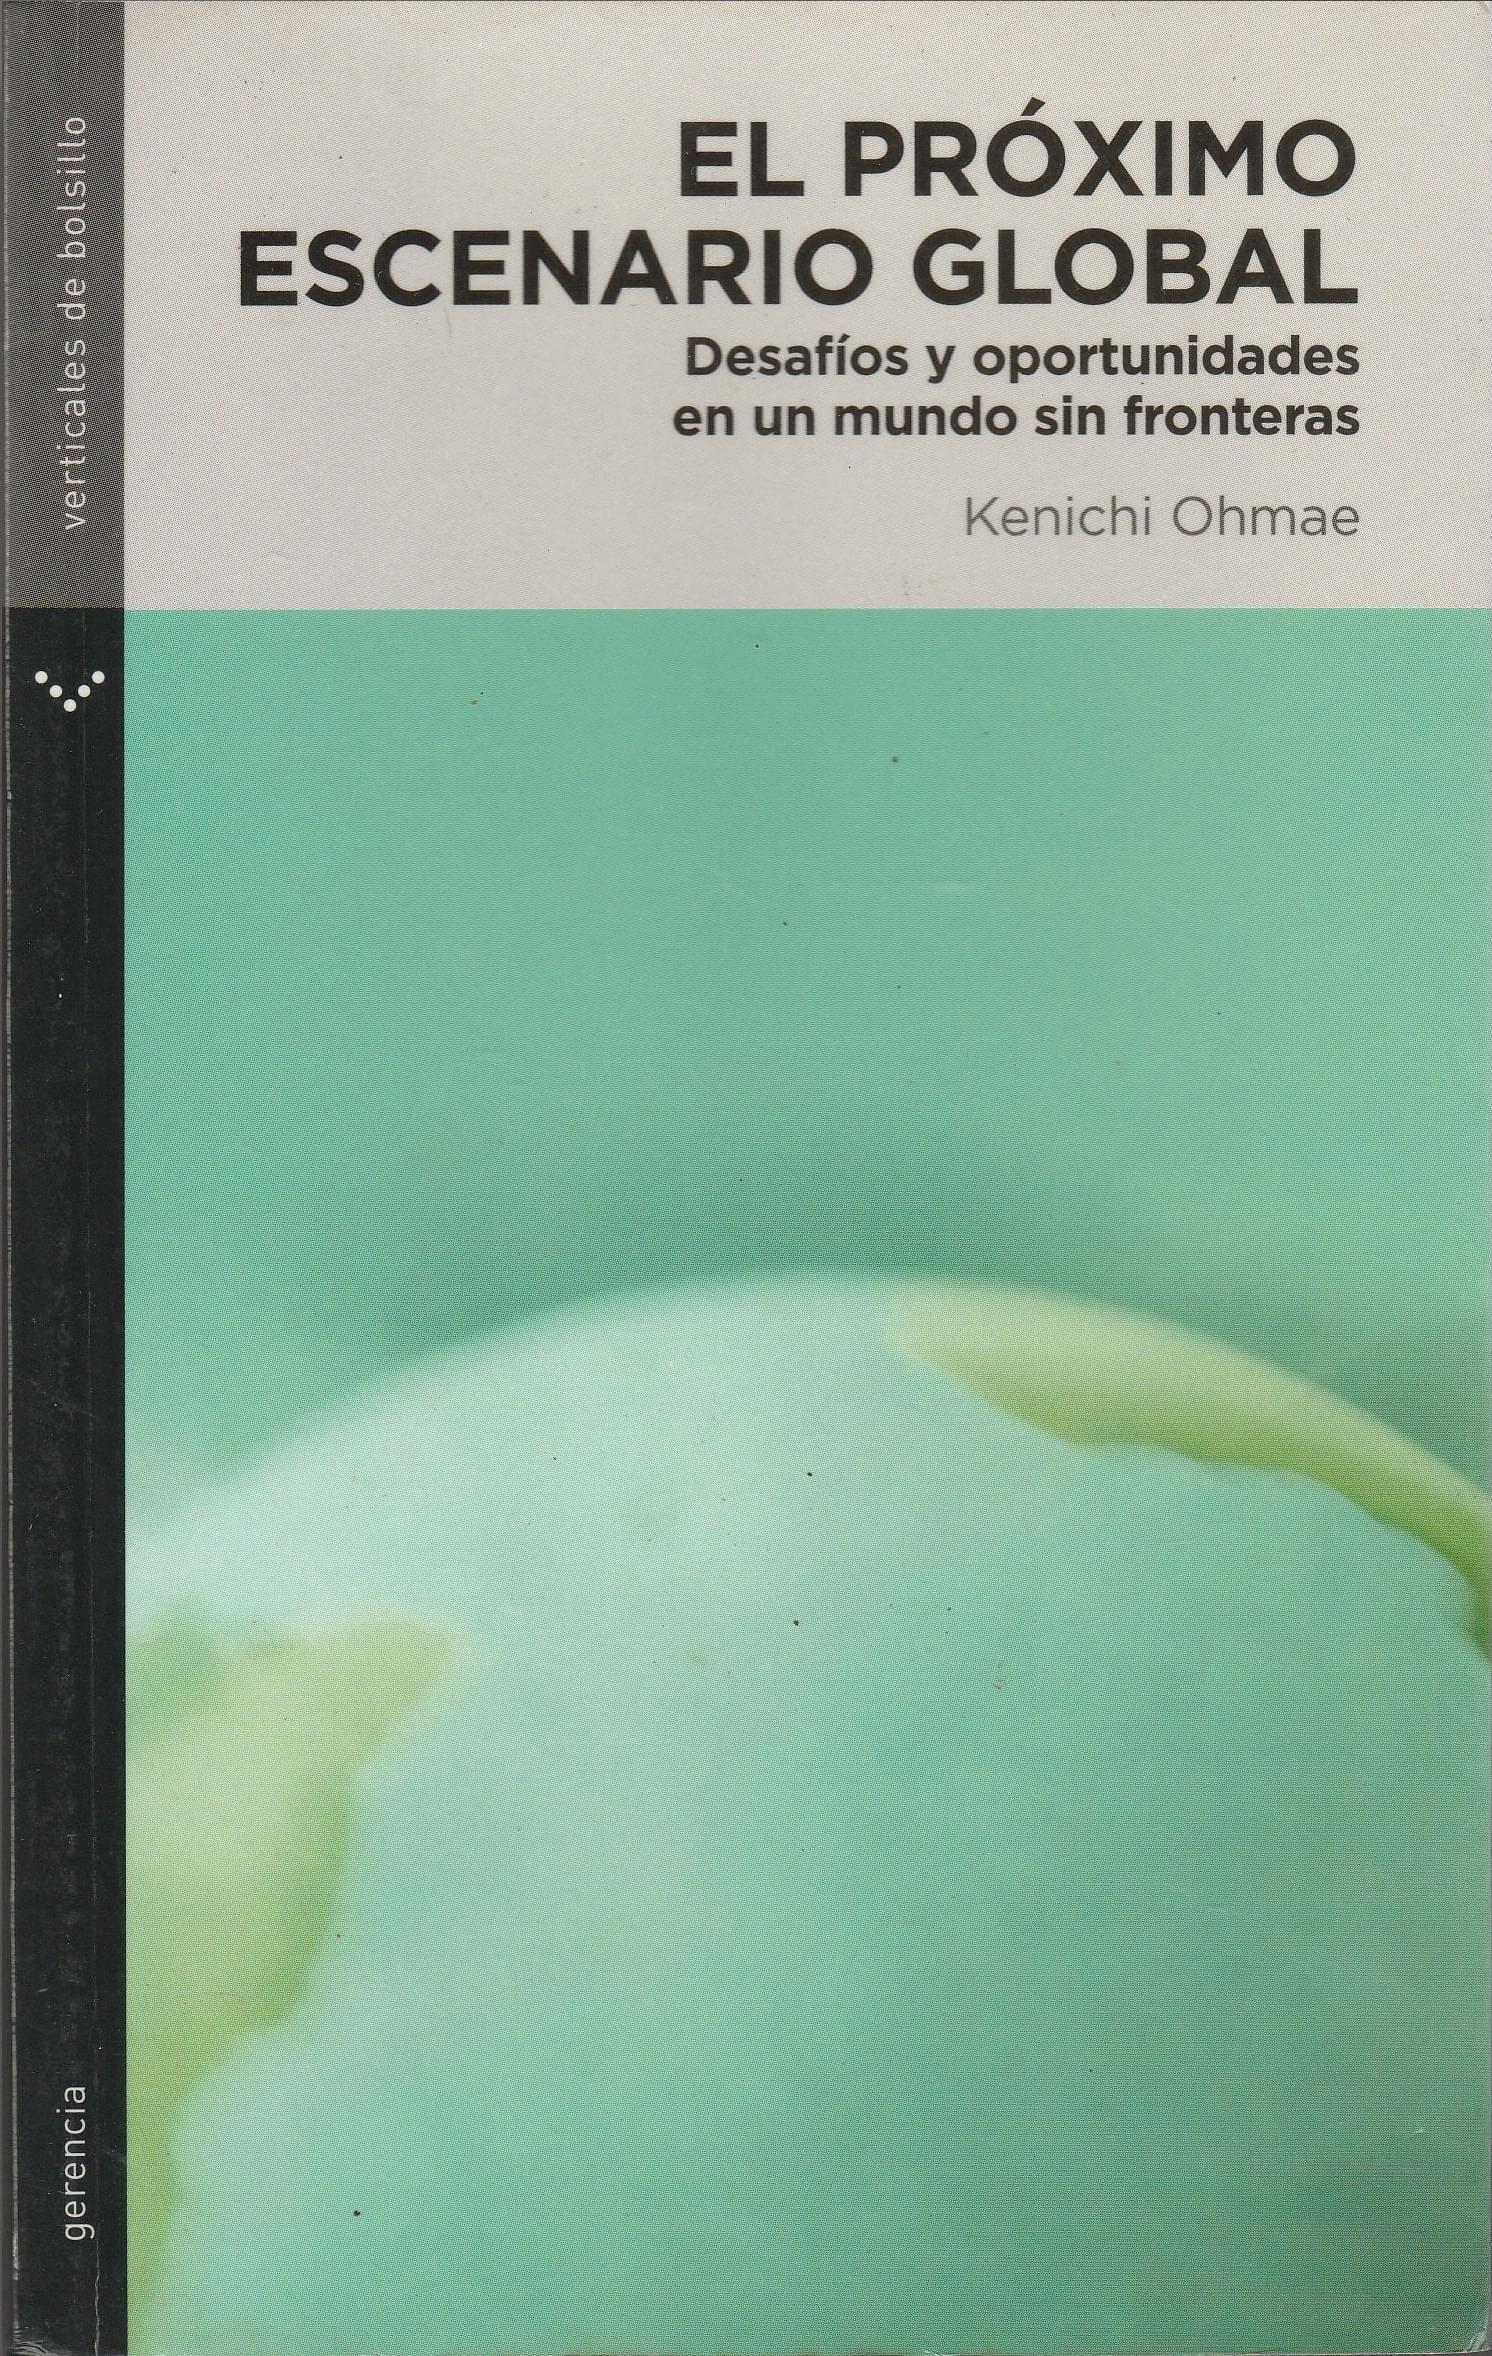 EL PRÓXIMO
ESCENARIO GLOBAL
Desafíos y oportunidades
en un mundo sin fronteras
Kenichi Ohmae
verticales de bolsillo
gerencia